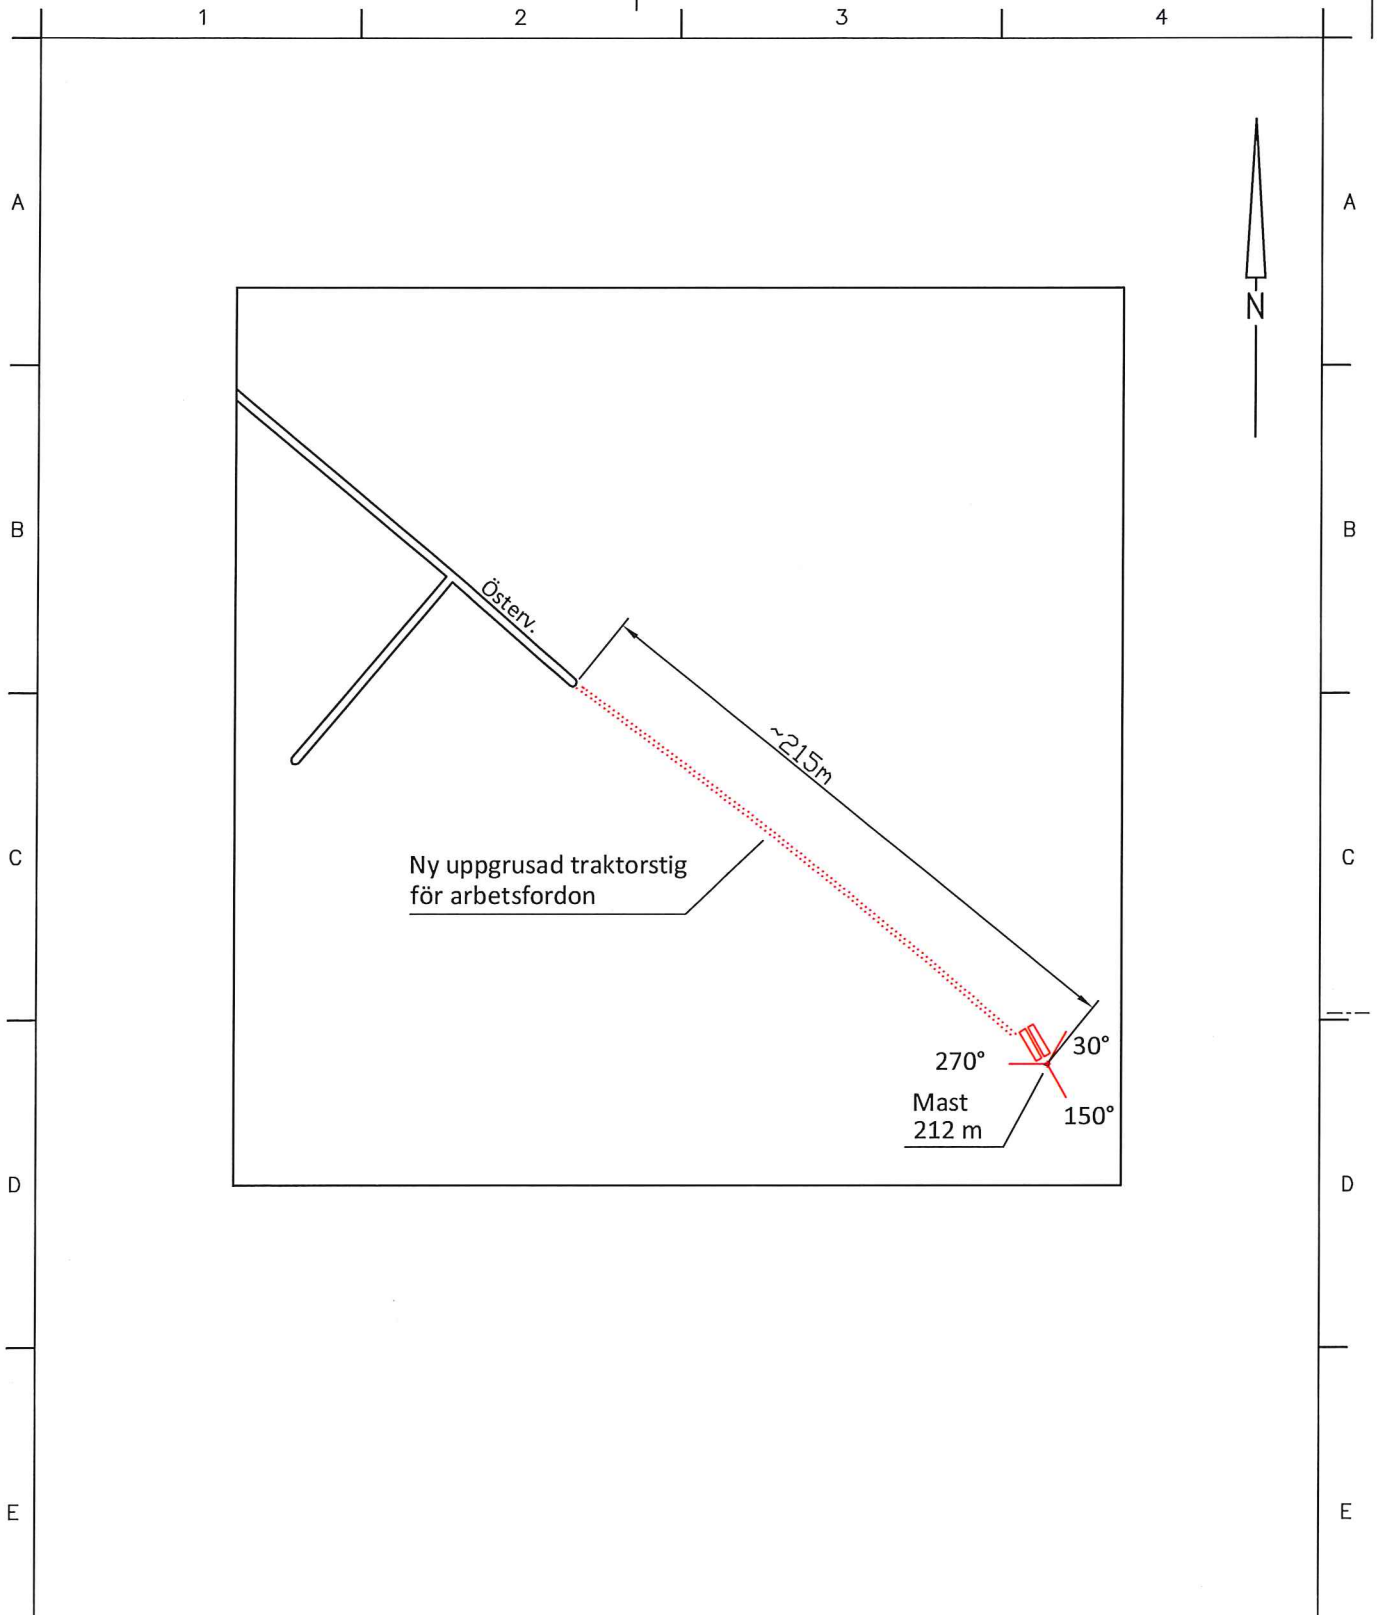 1 2 3 4
A A
N
B B
Österv.
~215m
C C
Ny uppgrusad traktorstig
för arbetsfordon
30°
270°
Mast
212 m
150°
D D
E E